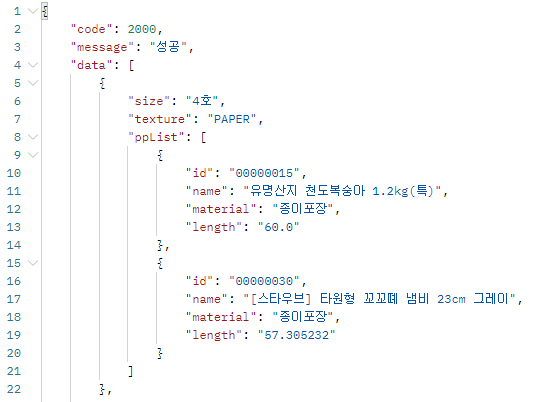 1 {
2 "code": 2000,
3 "message": "성공",
4 "data": [
5 {
6 "size": "4호",
7 "texture": "PAPER",
8 "ppList": [
9 {
10 "id": "00000015",
11 "name": "유명산지 천도복숭아 1.2kg(특)",
12 "material": "종이포장",
13 "length": "60.0"
14 },
15 {
16 "id": "00000030",
17 "name": "[스타우브] 타원형 꼬꼬떼 냄비 23cm 그레이",
18 "material": "종이포장",
19 "length": "57.305232"
20 }
21 ]
22 },